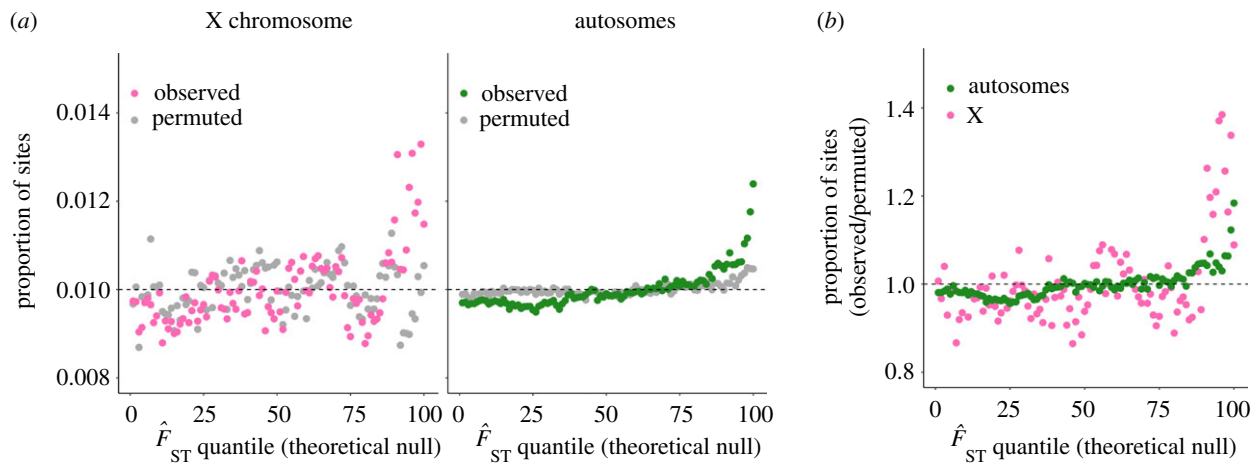 (a)
X chromosome
autosomes
(b)
observed
permuted
observed
permuted
autosomes
X
proportion of sites
0.014
0.012
0.010
0.008
0 25 50 75 100
0 25 50 75 100
F̂ST quantile (theoretical null)
F̂ST quantile (theoretical null)
proportion of sites
(observed/permuted)
1.4
1.2
1.0
0.8
0 25 50 75 100
F̂ST quantile (theoretical null)